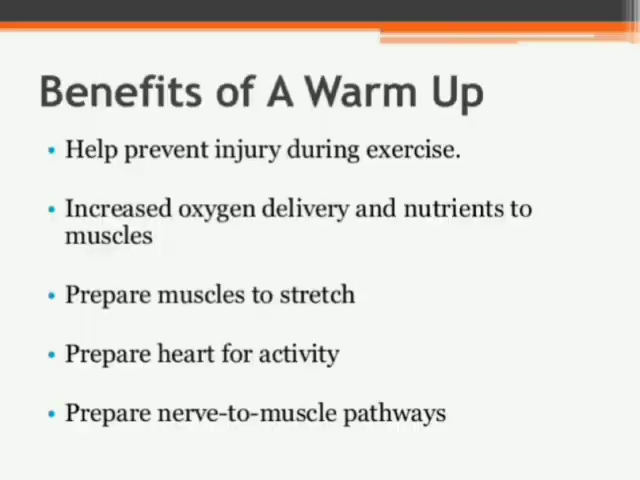 Benefits of A Warm Up
• Help prevent injury during exercise.
• Increased oxygen delivery and nutrients to
muscles
• Prepare muscles to stretch
• Prepare heart for activity
• Prepare nerve-to-muscle pathways